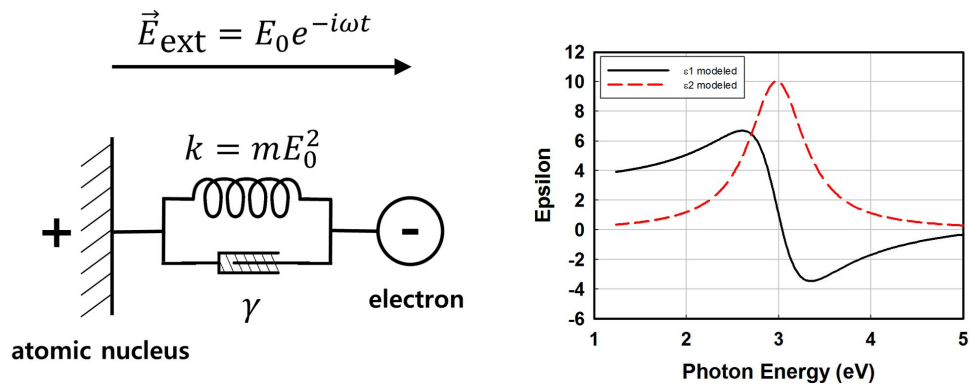 E⃗ext = E₀e^{-iωt}
k = mE₀²
+
-
γ
electron
atomic nucleus
12
10
8
6
4
2
0
-2
-4
-6
ε1 modeled
ε2 modeled
Epsilon
1
2
3
4
5
Photon Energy (eV)